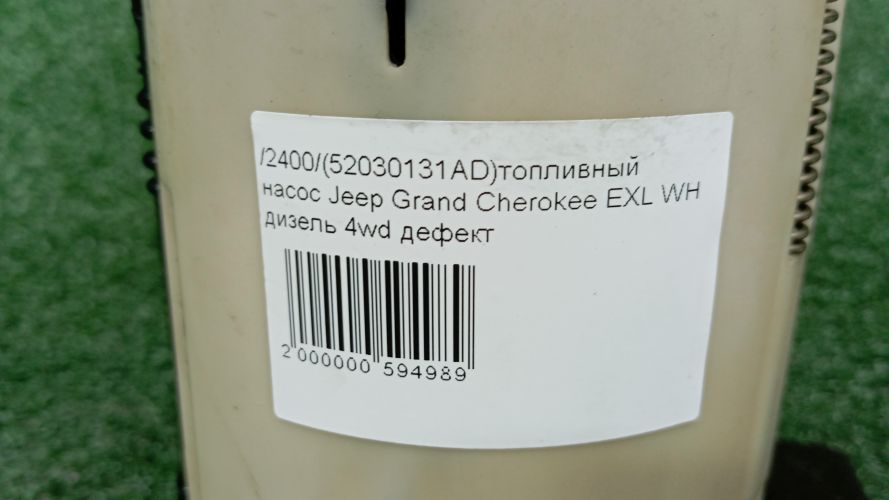 /2400/(52030131AD)топливный
насос Jeep Grand Cherokee EXL WH
дизель 4wd дефект
2 000000 594989